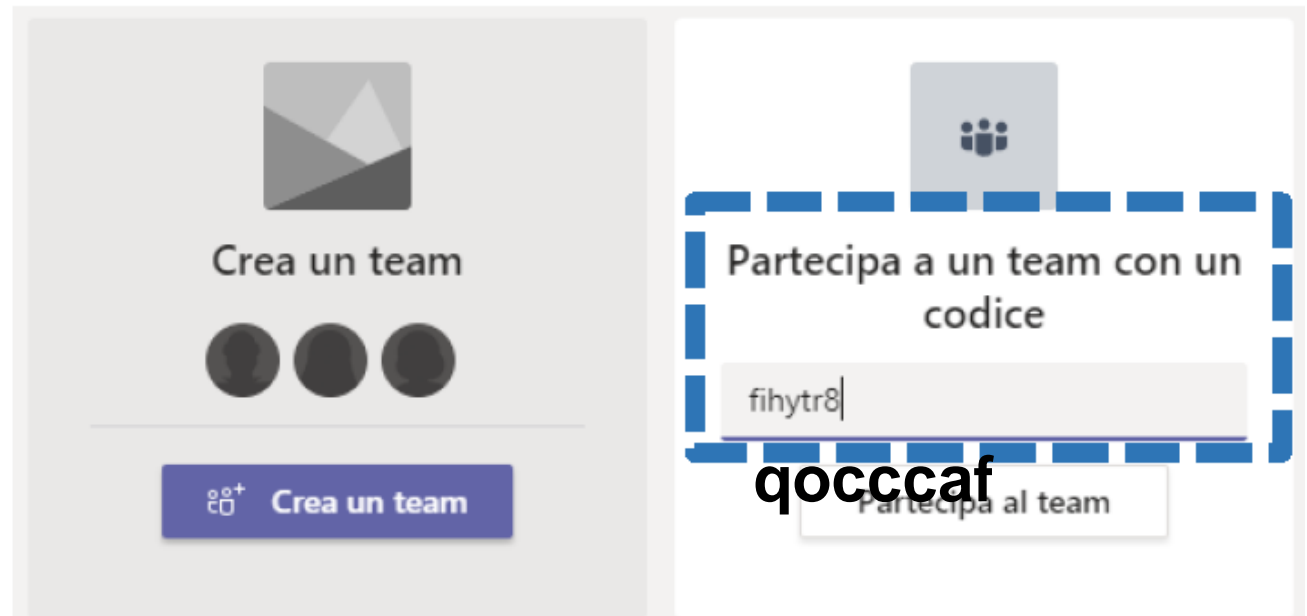 Crea un team
Crea un team
Partecipa a un team con un
codice
fihytr8
qocccaf
Partecipa al team